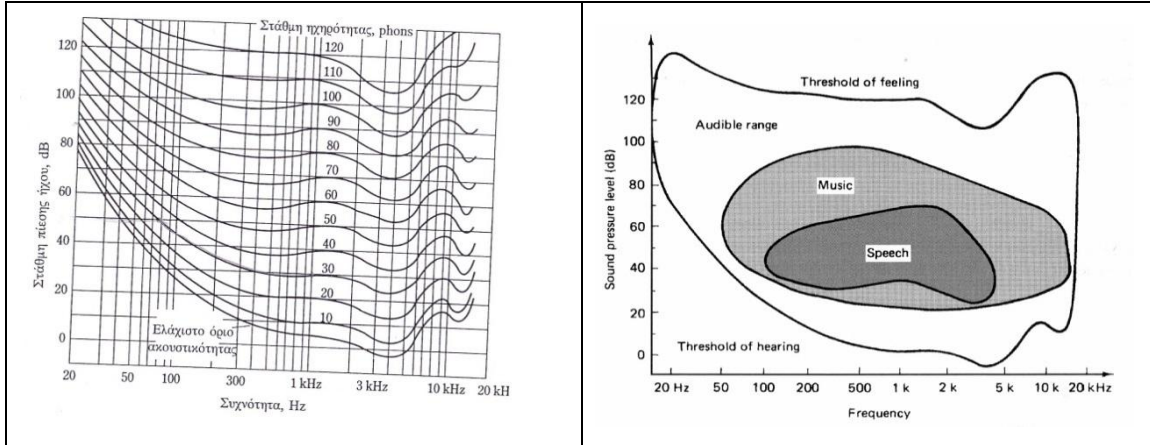 Στάθμη ηχηρότητας, phons
120
110
100
90
80
70
60
50
40
30
20
10
Στάθμη πίεσης ήχου, dB
120
100
80
60
40
20
0
Ελάχιστο όριο
ακουστικότητας
20 50 100 300 1 kHz 3 kHz 10 kHz 20 kH
Συχνότητα, Hz
Threshold of feeling
Audible range
Music
Speech
Threshold of hearing
Sound pressure level (dB)
120
100
80
60
40
20
0
20 Hz 50 100 200 500 1 k 2 k 5 k 10 k 20 kHz
Frequency